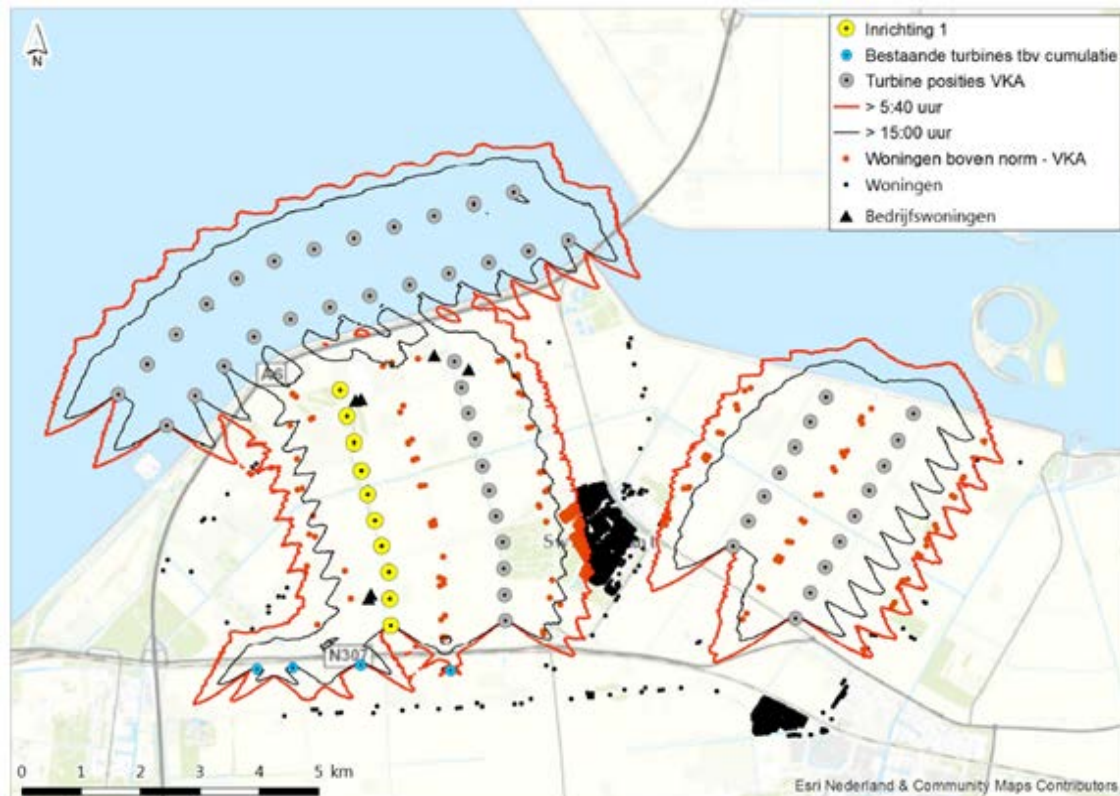 N
Inrichting 1
Bestaande turbines tbv cumulatie
Turbine posities VKA
> 5:40 uur
> 15:00 uur
Woningen boven norm - VKA
Woningen
Bedrijfswoningen
A6
N307
0 1 2 3 4 5 km
Esri Nederland & Community Maps Contributors